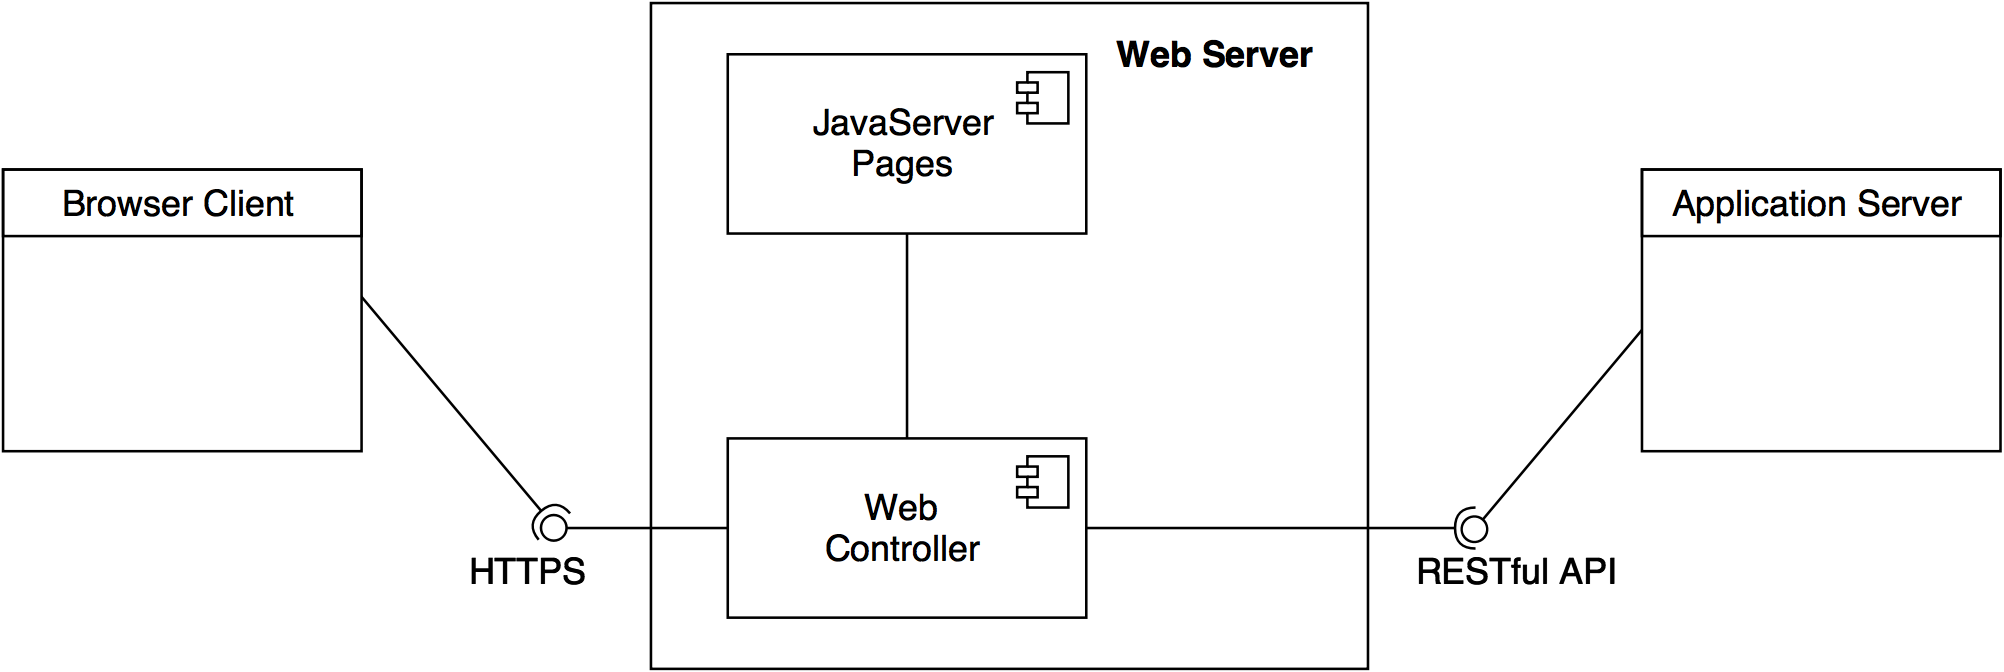 Web Server
JavaServer
Pages
Browser Client
Application Server
Web
Controller
HTTPS
RESTful API